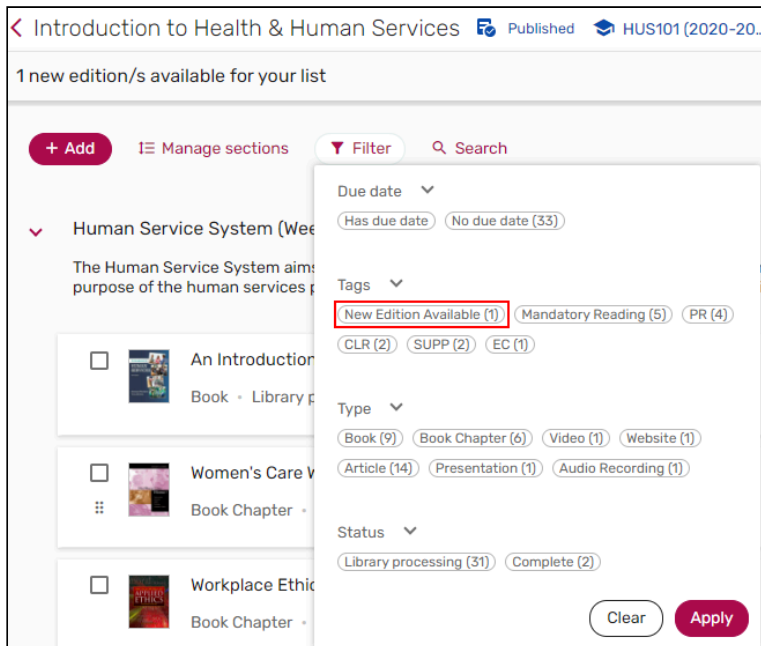 Introduction to Health & Human Services Published HUS101 (2020-20...
1 new edition/s available for your list
+ Add Manage sections Filter Search
Due date
Has due date No due date (33)
Human Service System (Wee
The Human Service System aims
purpose of the human services p
Tags
New Edition Available (1) Mandatory Reading (5) PR (4)
CLR (2) SUPP (2) EC (1)
An Introduction
Book • Library p
Type
Book (9) Book Chapter (6) Video (1) Website (1)
Article (14) Presentation (1) Audio Recording (1)
Women's Care W
Book Chapter •
Status
Library processing (31) Complete (2)
Workplace Ethic
Book Chapter •
APPLIED
ETHICS
Clear Apply